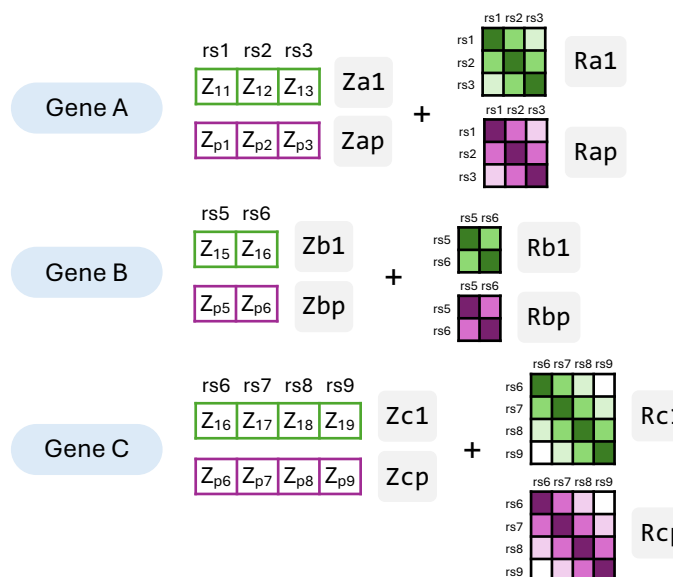 rs1 rs2 rs3
Gene A
Z11 Z12 Z13
Za1
Zp1 Zp2 Zp3
Zap
+
rs1 rs2 rs3
rs1
rs2
rs3
Ra1
rs1 rs2 rs3
rs1
rs2
rs3
Rap
rs5 rs6
Gene B
Z15 Z16
Zb1
Zp5 Zp6
Zbp
+
rs5 rs6
rs5
rs6
Rb1
rs5 rs6
rs5
rs6
Rbp
rs6 rs7 rs8 rs9
Gene C
Z16 Z17 Z18 Z19
Zc1
Zp6 Zp7 Zp8 Zp9
Zcp
+
rs6 rs7 rs8 rs9
rs6
rs7
rs8
rs9
Rc1
rs6 rs7 rs8 rs9
rs6
rs7
rs8
rs9
Rcp